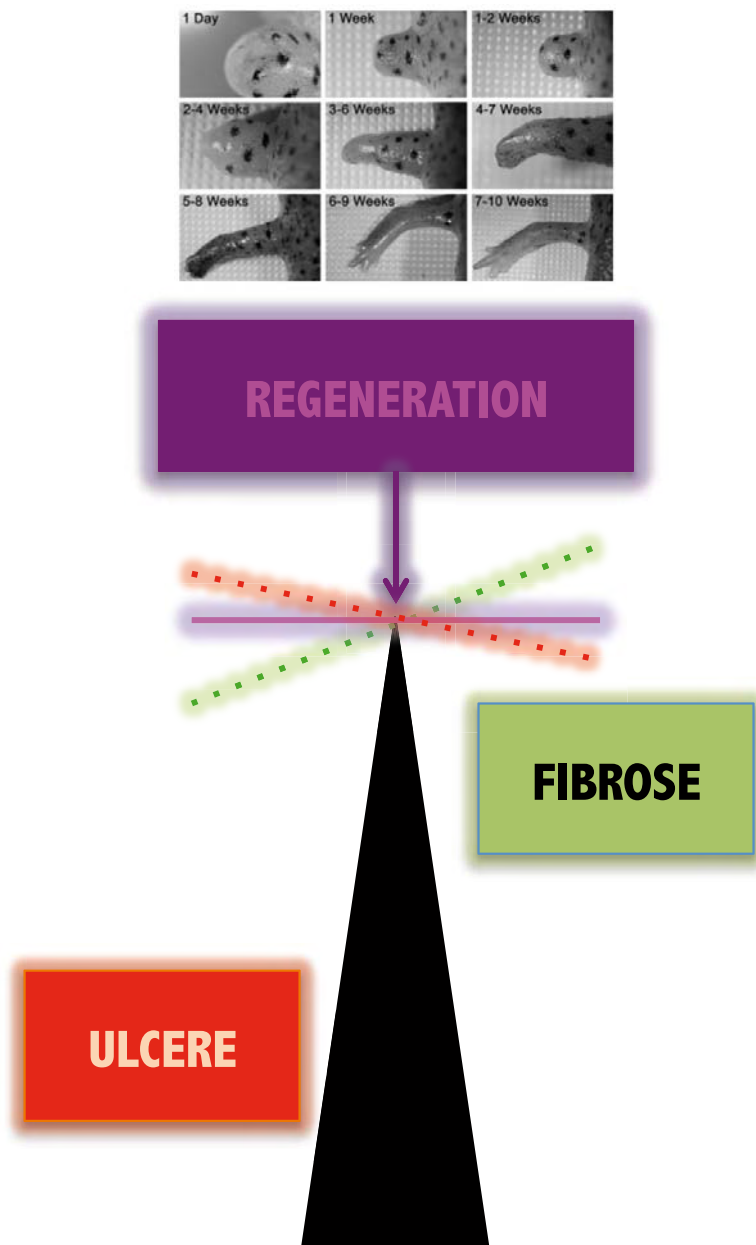 1 Day
1 Week
1-2 Weeks
2-4 Weeks
3-6 Weeks
4-7 Weeks
5-8 Weeks
6-9 Weeks
7-10 Weeks
REGENERATION
FIBROSE
ULCERE